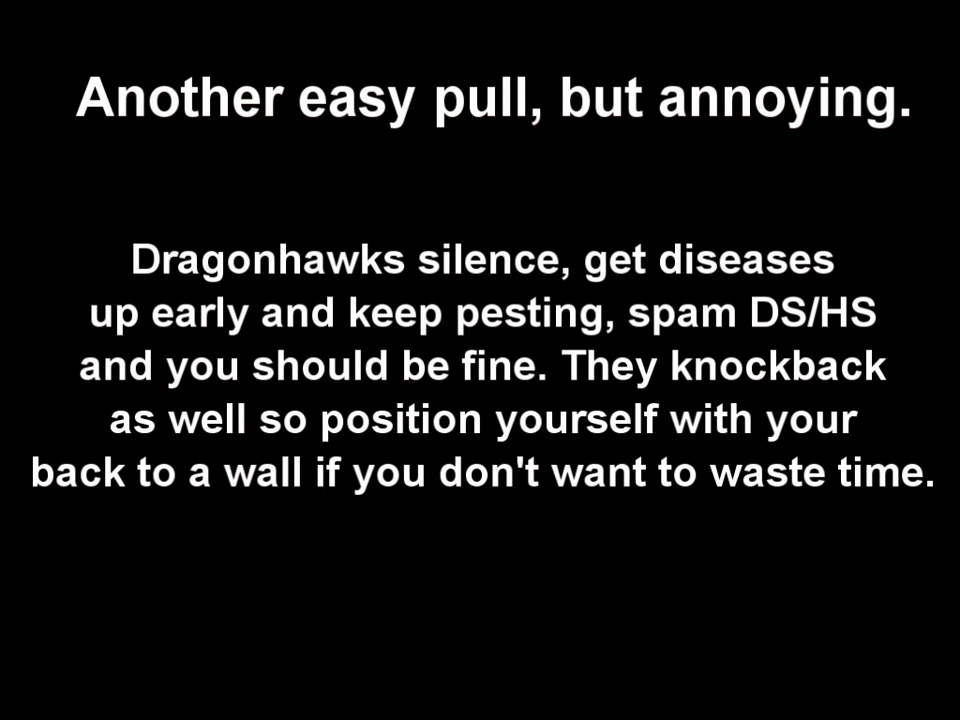 Another easy pull, but annoying.
Dragonhawks silence, get diseases
up early and keep pesting, spam DS/HS
and you should be fine. They knockback
as well so position yourself with your
back to a wall if you don't want to waste time.